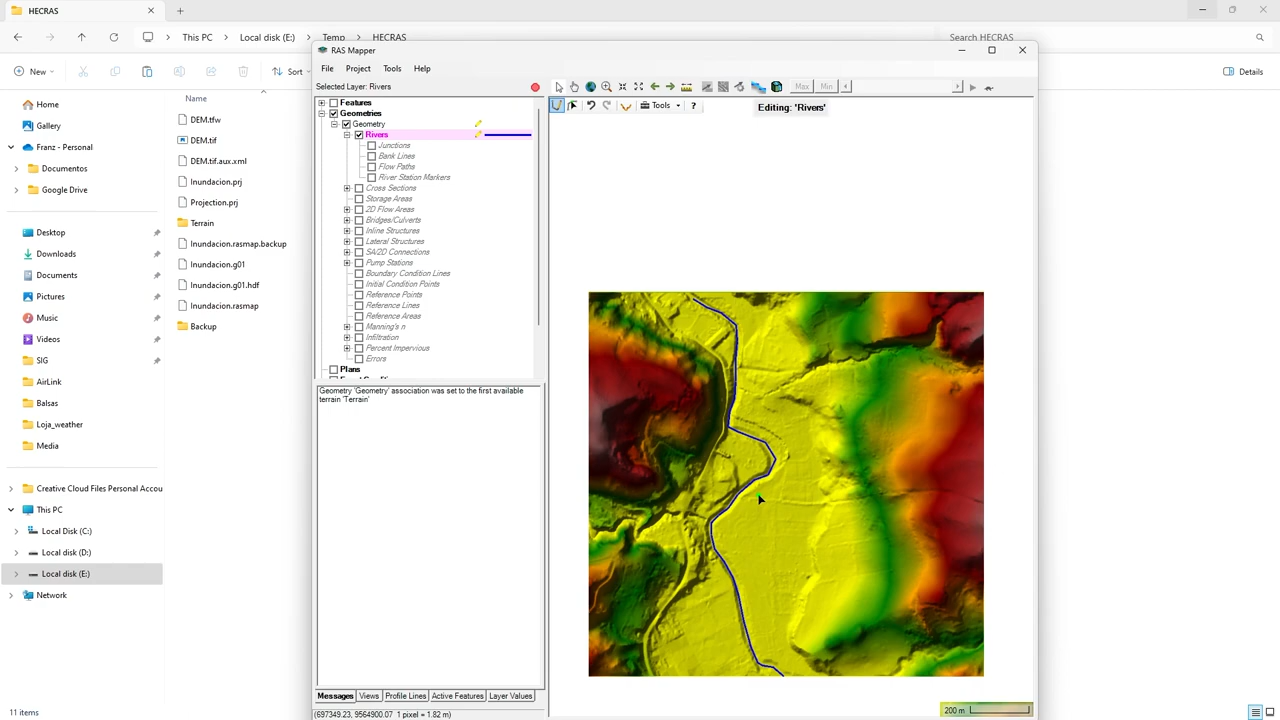 HECRAS
This PC > Local disk (E:) > Temp > HECRAS
Search HECRAS
New
Sort
Details
Home
Gallery
Franz - Personal
Documentos
Google Drive
Desktop
Downloads
Documents
Pictures
Music
Videos
SIG
AirLink
Balsas
Loja_weather
Media
Creative Cloud Files Personal Accou
This PC
Local Disk (C:)
Local disk (D:)
Local disk (E:)
Network
11 items
Name
DEM.tfw
DEM.tif
DEM.tif.aux.xml
Inundacion.prj
Projection.prj
Terrain
Inundacion.rasmap.backup
Inundacion.g01
Inundacion.g01.hdf
Inundacion.rasmap
Backup
RAS Mapper
File Project Tools Help
Selected Layer: Rivers
Max Min
Features
Geometries
Geometry
Rivers
Junctions
Bank Lines
Flow Paths
River Station Markers
Cross Sections
Storage Areas
2D Flow Areas
Bridges/Culverts
Inline Structures
Lateral Structures
SA/2D Connections
Pump Stations
Boundary Condition Lines
Initial Condition Points
Reference Points
Reference Lines
Reference Areas
Manning's n
Infiltration
Percent Impervious
Errors
Plans
Geometry 'Geometry' association was set to the first available
terrain 'Terrain'
Messages Views Profile Lines Active Features Layer Values
(697349.23, 9564900.07 1 pixel = 1.82 m)
Tools ?
Editing: 'Rivers'
200 m